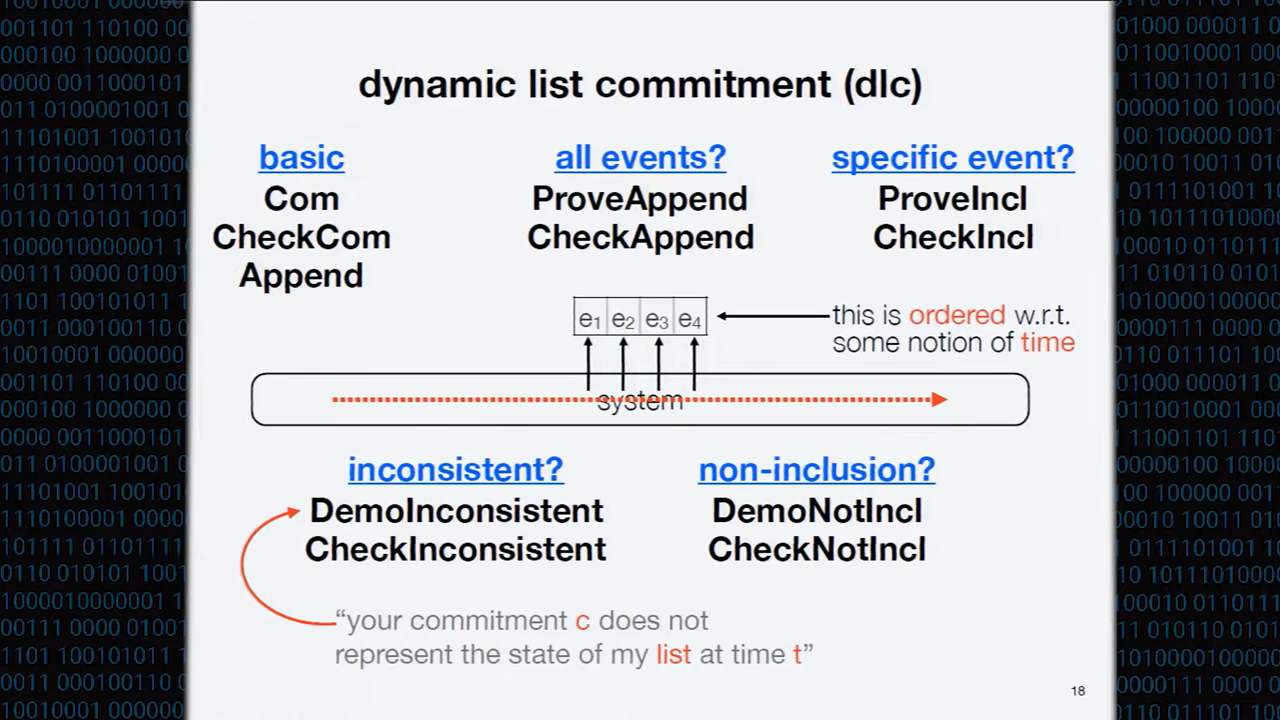 dynamic list commitment (dlc)
basic
Com
CheckCom
Append
all events?
ProveAppend
CheckAppend
specific event?
ProveIncl
CheckIncl
e1 e2 e3 e4
this is ordered w.r.t.
some notion of time
system
inconsistent?
DemoInconsistent
CheckInconsistent
non-inclusion?
DemoNotIncl
CheckNotIncl
“your commitment c does not
represent the state of my list at time t”
18